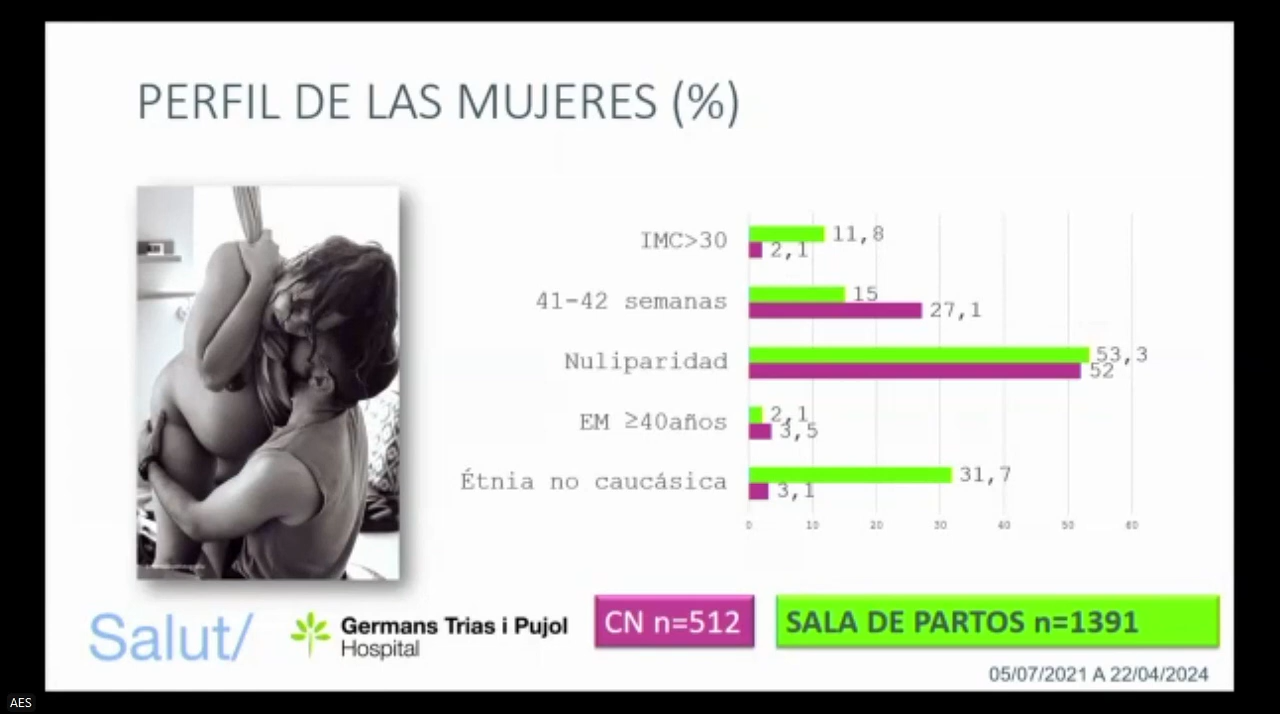 PERFIL DE LAS MUJERES (%)
IMC>30
11,8
2,1
41-42 semanas
15
27,1
Nuliparidad
53,3
52
EM ≥40años
2,1
3,5
Étnia no caucásica
31,7
3,1
0 10 20 30 40 50 60
Salut/
Germans Trias i Pujol
Hospital
CN n=512
SALA DE PARTOS n=1391
05/07/2021 A 22/04/2024
AES